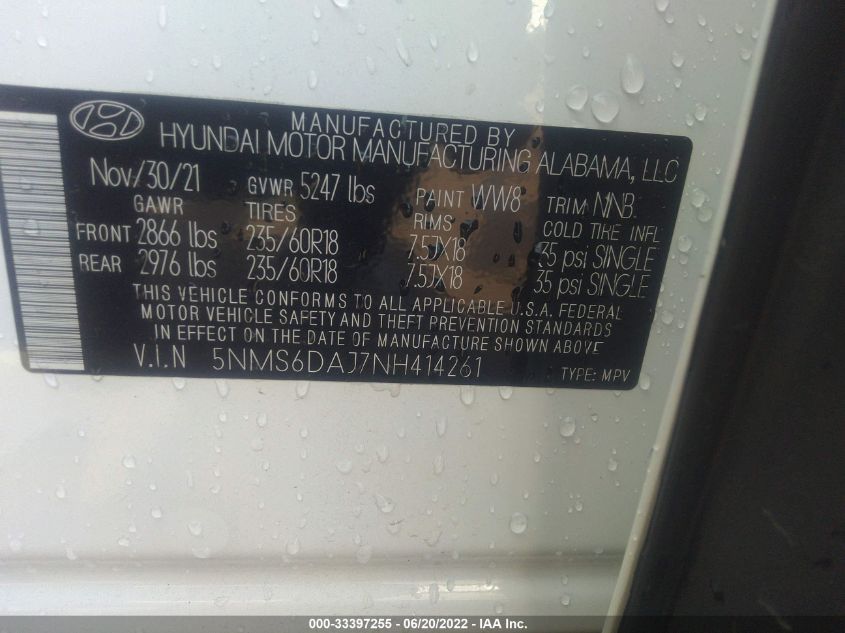 MANUFACTURED BY
HYUNDAI MOTOR MANUFACTURING ALABAMA, LLC
Nov/30/21 GVWR 5247 lbs PAINT WW8 TRIM: NNB
GAWR TIRES RIMS COLD TIRE INFL
FRONT 2866 lbs 235/60R18 7.5JX18 35 psi SINGLE
REAR 2976 lbs 235/60R18 7.5JX18 35 psi SINGLE
THIS VEHICLE CONFORMS TO ALL APPLICABLE U.S.A. FEDERAL
MOTOR VEHICLE SAFETY AND THEFT PREVENTION STANDARDS
IN EFFECT ON THE DATE OF MANUFACTURE SHOWN ABOVE
V.I.N 5NMS6DAJ7NH414261 TYPE: MPV
000-33397255 - 06/20/2022 - IAA Inc.